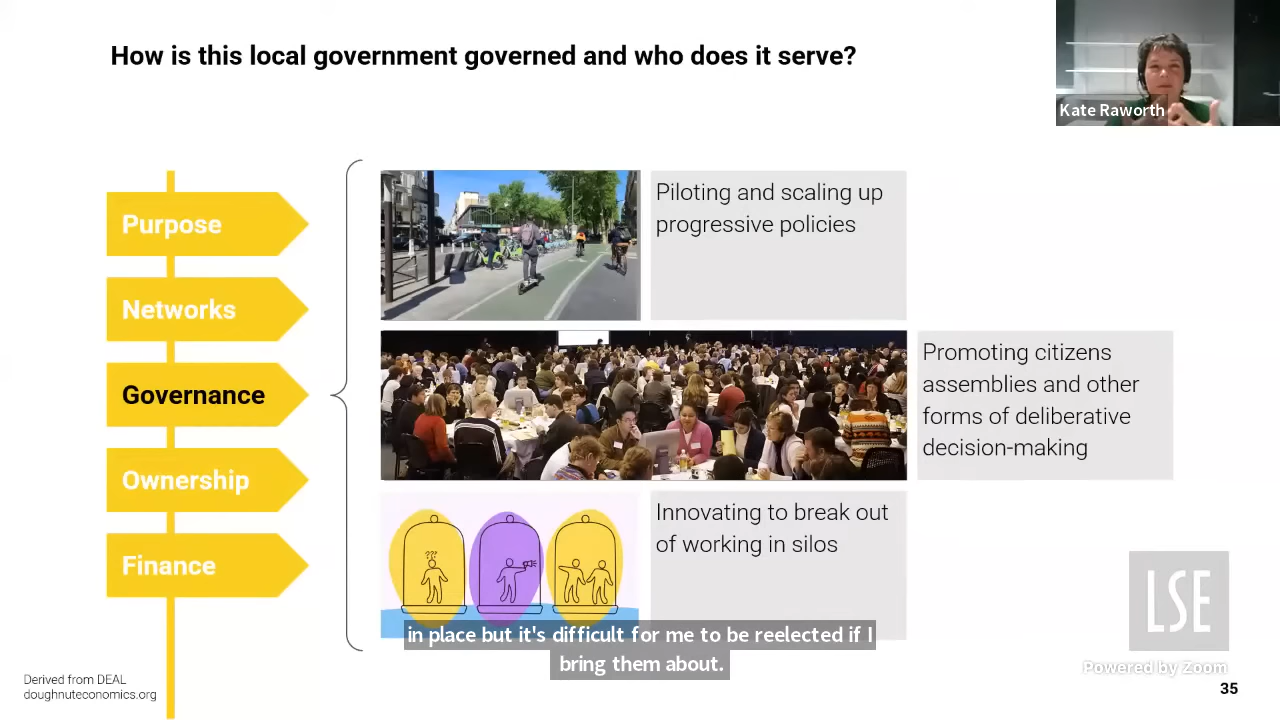 How is this local government governed and who does it serve?
Kate Raworth
Purpose
Networks
Governance
Ownership
Finance
Piloting and scaling up
progressive policies
Promoting citizens
assemblies and other
forms of deliberative
decision-making
Innovating to break out
of working in silos
???
in place but it's difficult for me to be reelected if I
bring them about.
LSE
Powered by Zoom
Derived from DEAL
doughnuteconomics.org
35